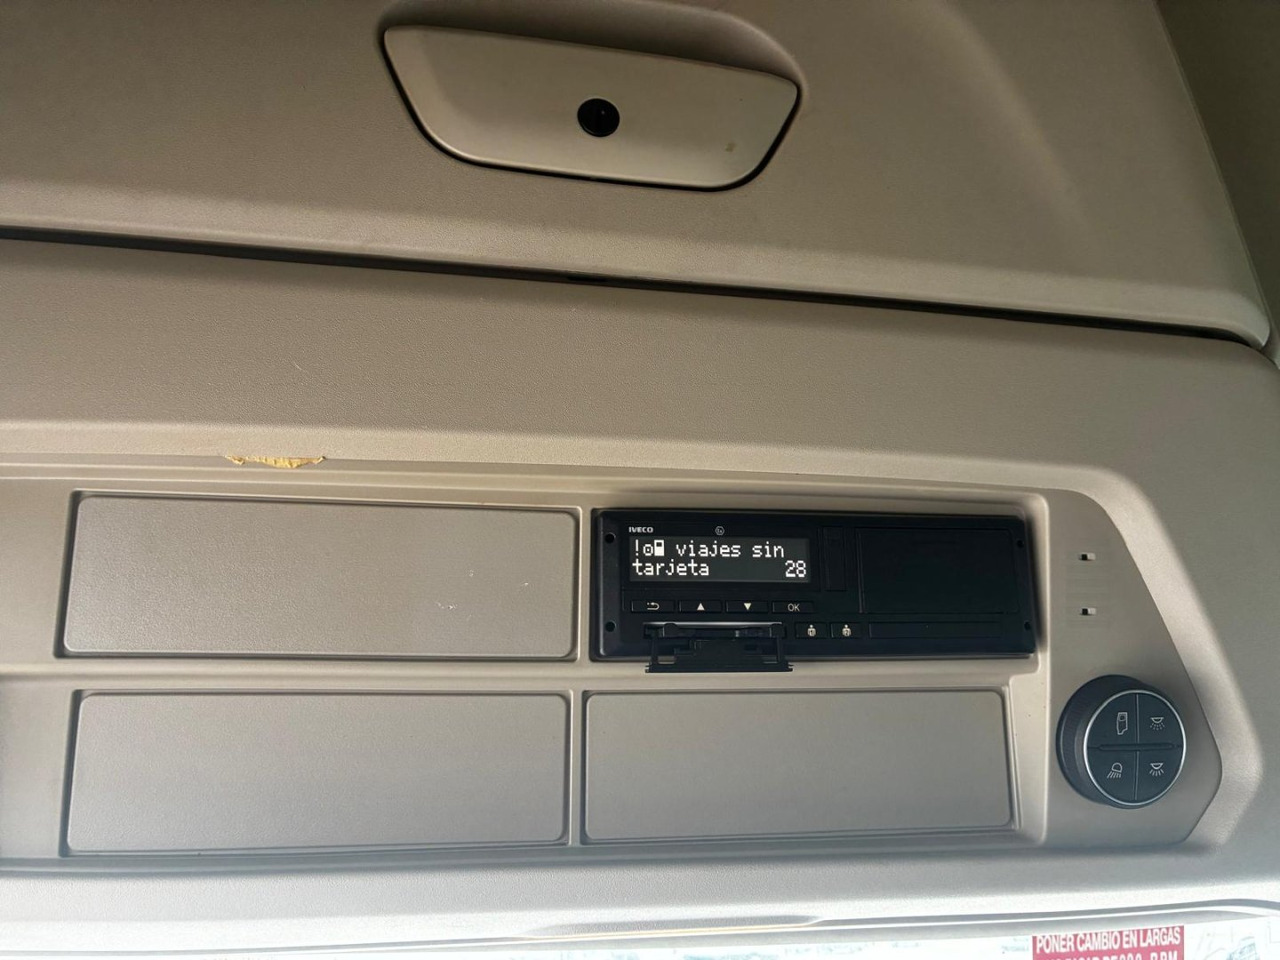 IVECO
! viajes sin
tarjeta 28
OK
PONER CAMBIO EN LARGAS